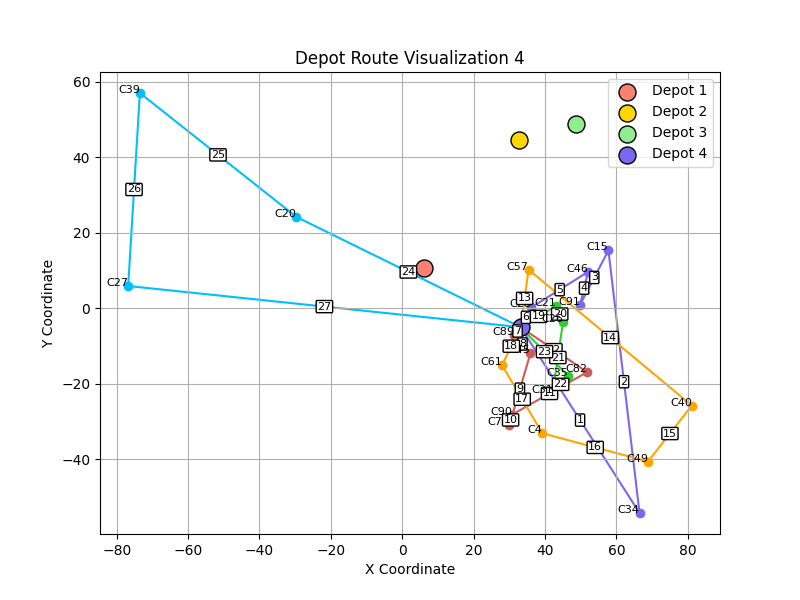 Depot Route Visualization 4
Depot 1
Depot 2
Depot 3
Depot 4
Y Coordinate
60
40
20
0
−20
−40
−80
−60
−40
−20
0
20
40
60
80
X Coordinate
C39
25
26
C20
C27
24
27
C15
C57
C46
3
4
5
13
C21
C91
6
19
20
C89
7
14
18
23
21
C61
C35
C82
C40
22
2
9
C31
11
17
C90
C7
10
1
C4
15
16
C49
C34